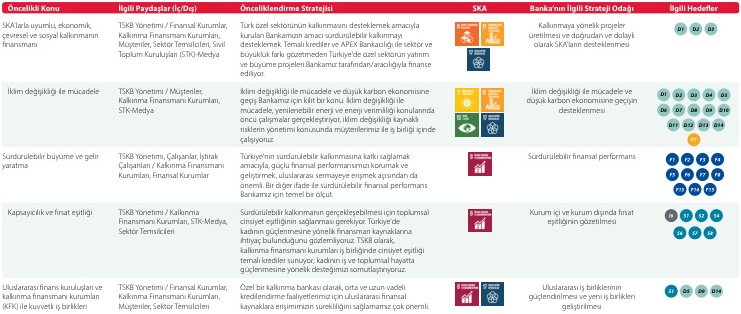 Öncelikli Konu
İlgili Paydaşlar (İç/Dış)
Önceliklendirme Stratejisi
SKA
Banka'nın İlgili Strateji Odağı
İlgili Hedefler
SKA'larla uyumlu, ekonomik,
çevresel ve sosyal kalkınmanın
finansmanı
TSKB Yönetimi / Finansal Kurumlar,
Kalkınma Finansmanı Kurumları,
Müşteriler, Sektör Temsilcileri, Sivil
Toplum Kuruluşları (STK)-Medya
Türk özel sektörünün kalkınmasını desteklemek amacıyla
kurulan Bankamızın amacı sürdürülebilir kalkınmayı
desteklemek. Temalı krediler ve APEX Bankacılığı ile sektör ve
büyüklük farkı gözetmeden Türkiye'de özel sektörün yatırım
ve büyüme projeleri Bankamız tarafından/aracılığıyla finanse
ediliyor.
Kalkınmaya yönelik projeler
üretilmesi ve doğrudan ve dolaylı
olarak SKA'ların desteklenmesi
D1 D2 D3
İklim değişikliği ile mücadele
TSKB Yönetimi / Müşteriler,
Kalkınma Finansmanı Kurumları,
STK-Medya
İklim değişikliği ile mücadele ve düşük karbon ekonomisine
geçiş Bankamız için kilit bir konu. İklim değişikliği ile
mücadele, yenilenebilir enerji ve enerji verimliliği konularında
öncü çalışmalar gerçekleştiriyor, iklim değişikliği kaynaklı
risklerin yönetimi konusunda müşterilerimiz ile iş birliği içinde
çalışıyoruz.
İklim değişikliği ile mücadele ve
düşük karbon ekonomisine geçişin
desteklenmesi
D1 D2 D3 D4 D5
D6 D7 D8 D9 D10
D11 D12 D13 D14
Sürdürülebilir büyüme ve gelir
yaratma
TSKB Yönetimi, Çalışanlar, İştirak
Çalışanları / Kalkınma Finansmanı
Kurumları, Finansal Kurumlar
Türkiye'nin sürdürülebilir kalkınmasına katkı sağlamak
amacıyla, güçlü finansal performansımızı korumak ve
geliştirmek, uluslararası sermayeye erişmek açısından da
önemli. Bir diğer ifade ile sürdürülebilir finansal performans
Bankamız için temel bir ölçüt.
Sürdürülebilir finansal performans
F1 F2 F3 F4
F5 F6 F7 F8
F13 F14 F15
Kapsayıcılık ve fırsat eşitliği
TSKB Yönetimi / Kalkınma
Finansmanı Kurumları, STK-Medya,
Sektör Temsilcileri
Sürdürülebilir kalkınmanın gerçekleşebilmesi için toplumsal
cinsiyet eşitliğinin sağlanması gerekiyor. Türkiye'de
kadının güçlenmesine yönelik finansman kaynaklarına
ihtiyaç bulunduğunu gözlemliyoruz. TSKB olarak,
kalkınma finansmanı kurumları iş birliğinde cinsiyet eşitliği
temalı krediler sunuyor; kadının iş ve toplumsal hayatta
güçlenmesine yönelik desteğimizi somutlaştırıyoruz.
Kurum içi ve kurum dışında fırsat
eşitliğinin gözetilmesi
S1 S2 S4
S6 S7 S8
Uluslararası finans kuruluşları ve
kalkınma finansmanı kurumları
(KFK) ile kuvvetli iş birlikleri
TSKB Yönetimi / Finansal Kurumlar,
Kalkınma Finansmanı Kurumları,
Müşteriler, Sektör Temsilcileri
Özel bir kalkınma bankası olarak, orta ve uzun vadeli
kredilendirme faaliyetlerimiz için uluslararası finansal
kaynaklara erişimimizin sürekliliğini sağlamamız çok önemli.
Uluslararası iş birliklerinin
güçlendirilmesi ve yeni iş birlikleri
geliştirilmesi
S1 D5 D9 D14